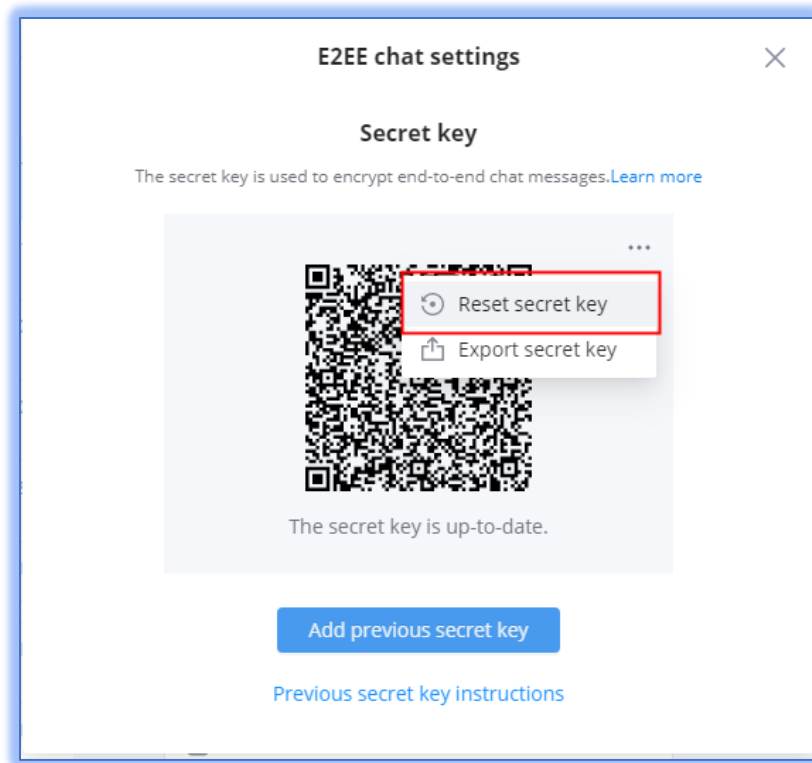 E2EE chat settings
Secret key
The secret key is used to encrypt end-to-end chat messages.Learn more
Reset secret key
Export secret key
The secret key is up-to-date.
Add previous secret key
Previous secret key instructions